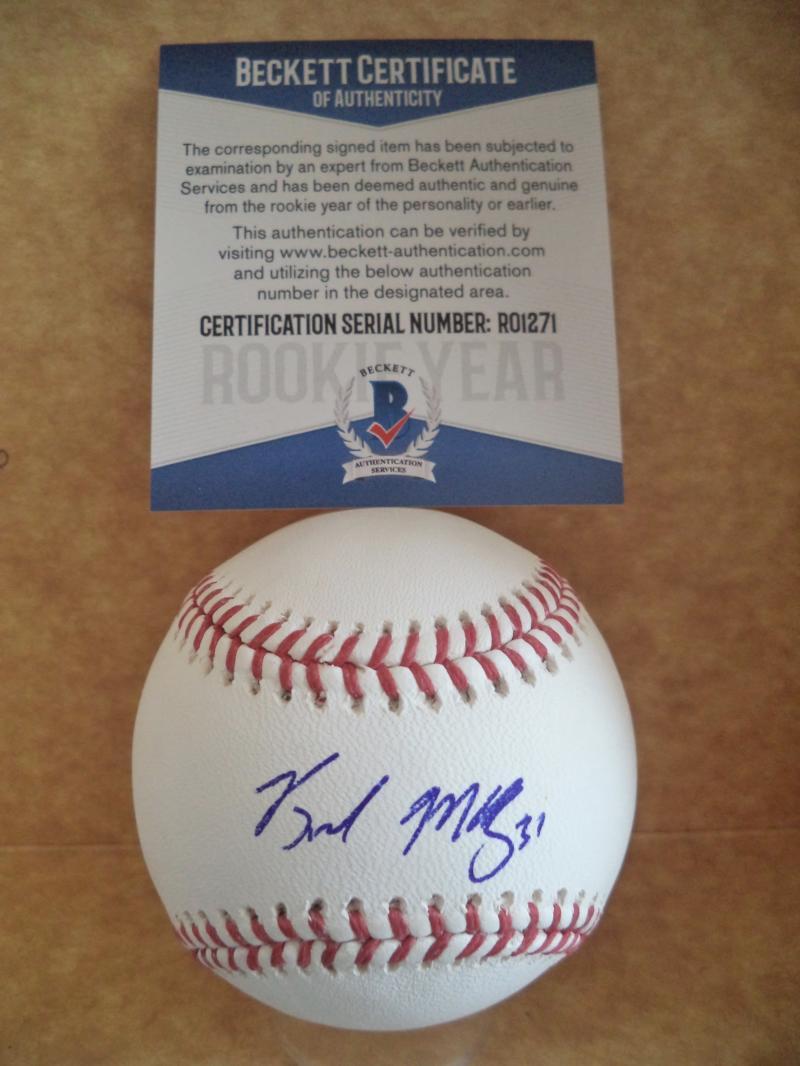 BECKETT CERTIFICATE
OF AUTHENTICITY
The corresponding signed item has been subjected to
examination by an expert from Beckett Authentication
Services and has been deemed authentic and genuine
from the rookie year of the personality or earlier.
This authentication can be verified by
visiting www.beckett-authentication.com
and utilizing the below authentication
number in the designated area.
CERTIFICATION SERIAL NUMBER: R01271
ROOKIE YEAR
BECKETT
B
AUTHENTICATION
SERVICES
31